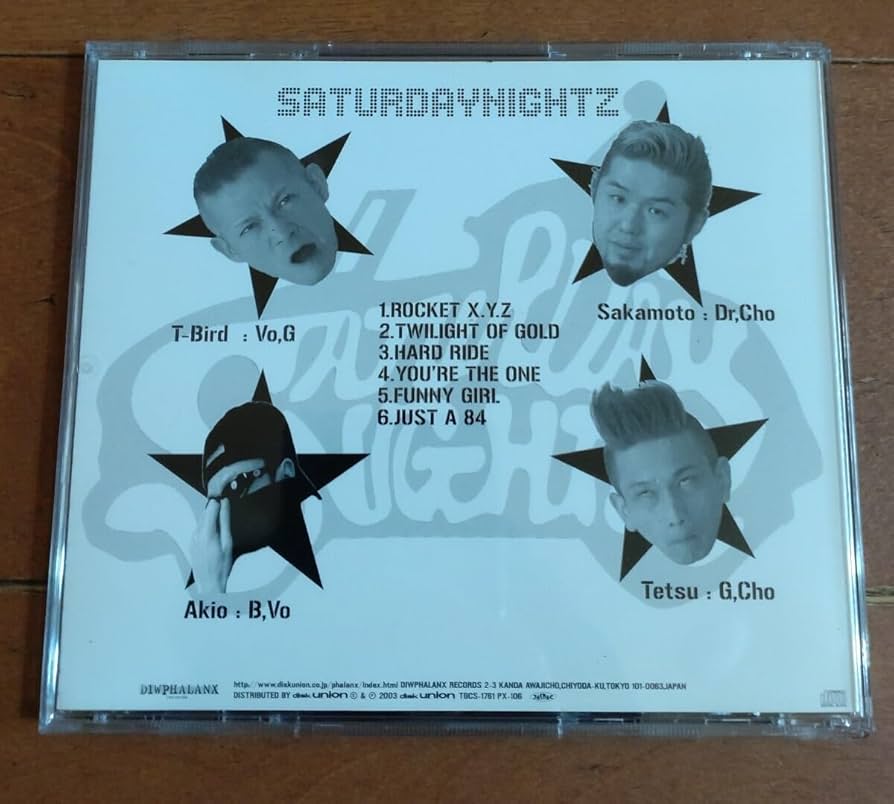 SATURDAYNIGHTZ
T-Bird : Vo,G
Sakamoto : Dr,Cho
1.ROCKET X.Y.Z
2.TWILIGHT OF GOLD
3.HARD RIDE
4.YOU'RE THE ONE
5.FUNNY GIRL
6.JUST A 84
Akio : B,Vo
Tetsu : G,Cho
DIWPHALANX
http://www.diskunion.co.jp/phalanx/index.html DIWPHALANX RECORDS 2-3 KANDA AWAJICHO,CHIYODA-KU,TOKYO 101-0063,JAPAN
DISTRIBUTED BY disk union © & ℗ 2003 disk union TBCS-1761 PX-106